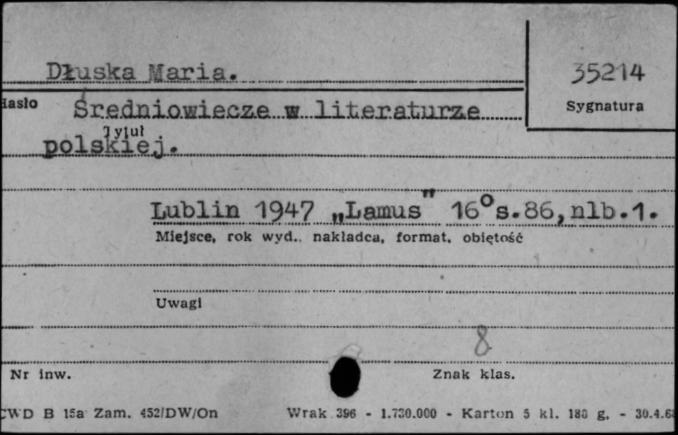 Dłuska Maria.
35214
Hasło Średniowiecze w literaturze
Sygnatura
Tytuł
polskiej.
Lublin 1947 „Lamus" 16° s.86, nlb.1.
Miejsce, rok wyd., nakładca, format, objętość
Uwagi
8
Nr inw.
Znak klas.
CWD B 15a Zam. 452/DW/On Wrak 396 - 1.730.000 - Karton 5 kl. 180 g. - 30.4.6